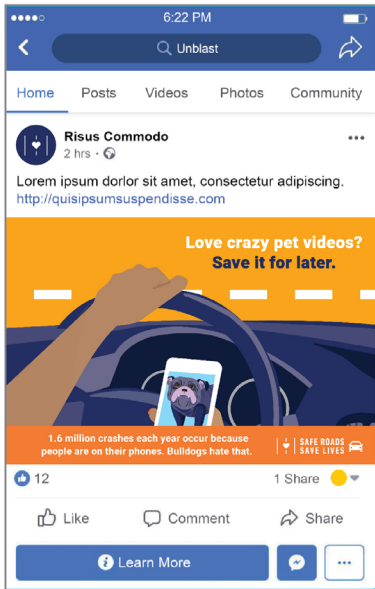 6:22 PM
Unblast
Home Posts Videos Photos Community
Risus Commodo
2 hrs ·
Lorem ipsum dorlor sit amet, consectetur adipiscing.
http://quisipsumsuspendisse.com
Love crazy pet videos?
Save it for later.
1.6 million crashes each year occur because
people are on their phones. Bulldogs hate that.
SAFE ROADS
SAVE LIVES
12 1 Share
Like Comment Share
Learn More